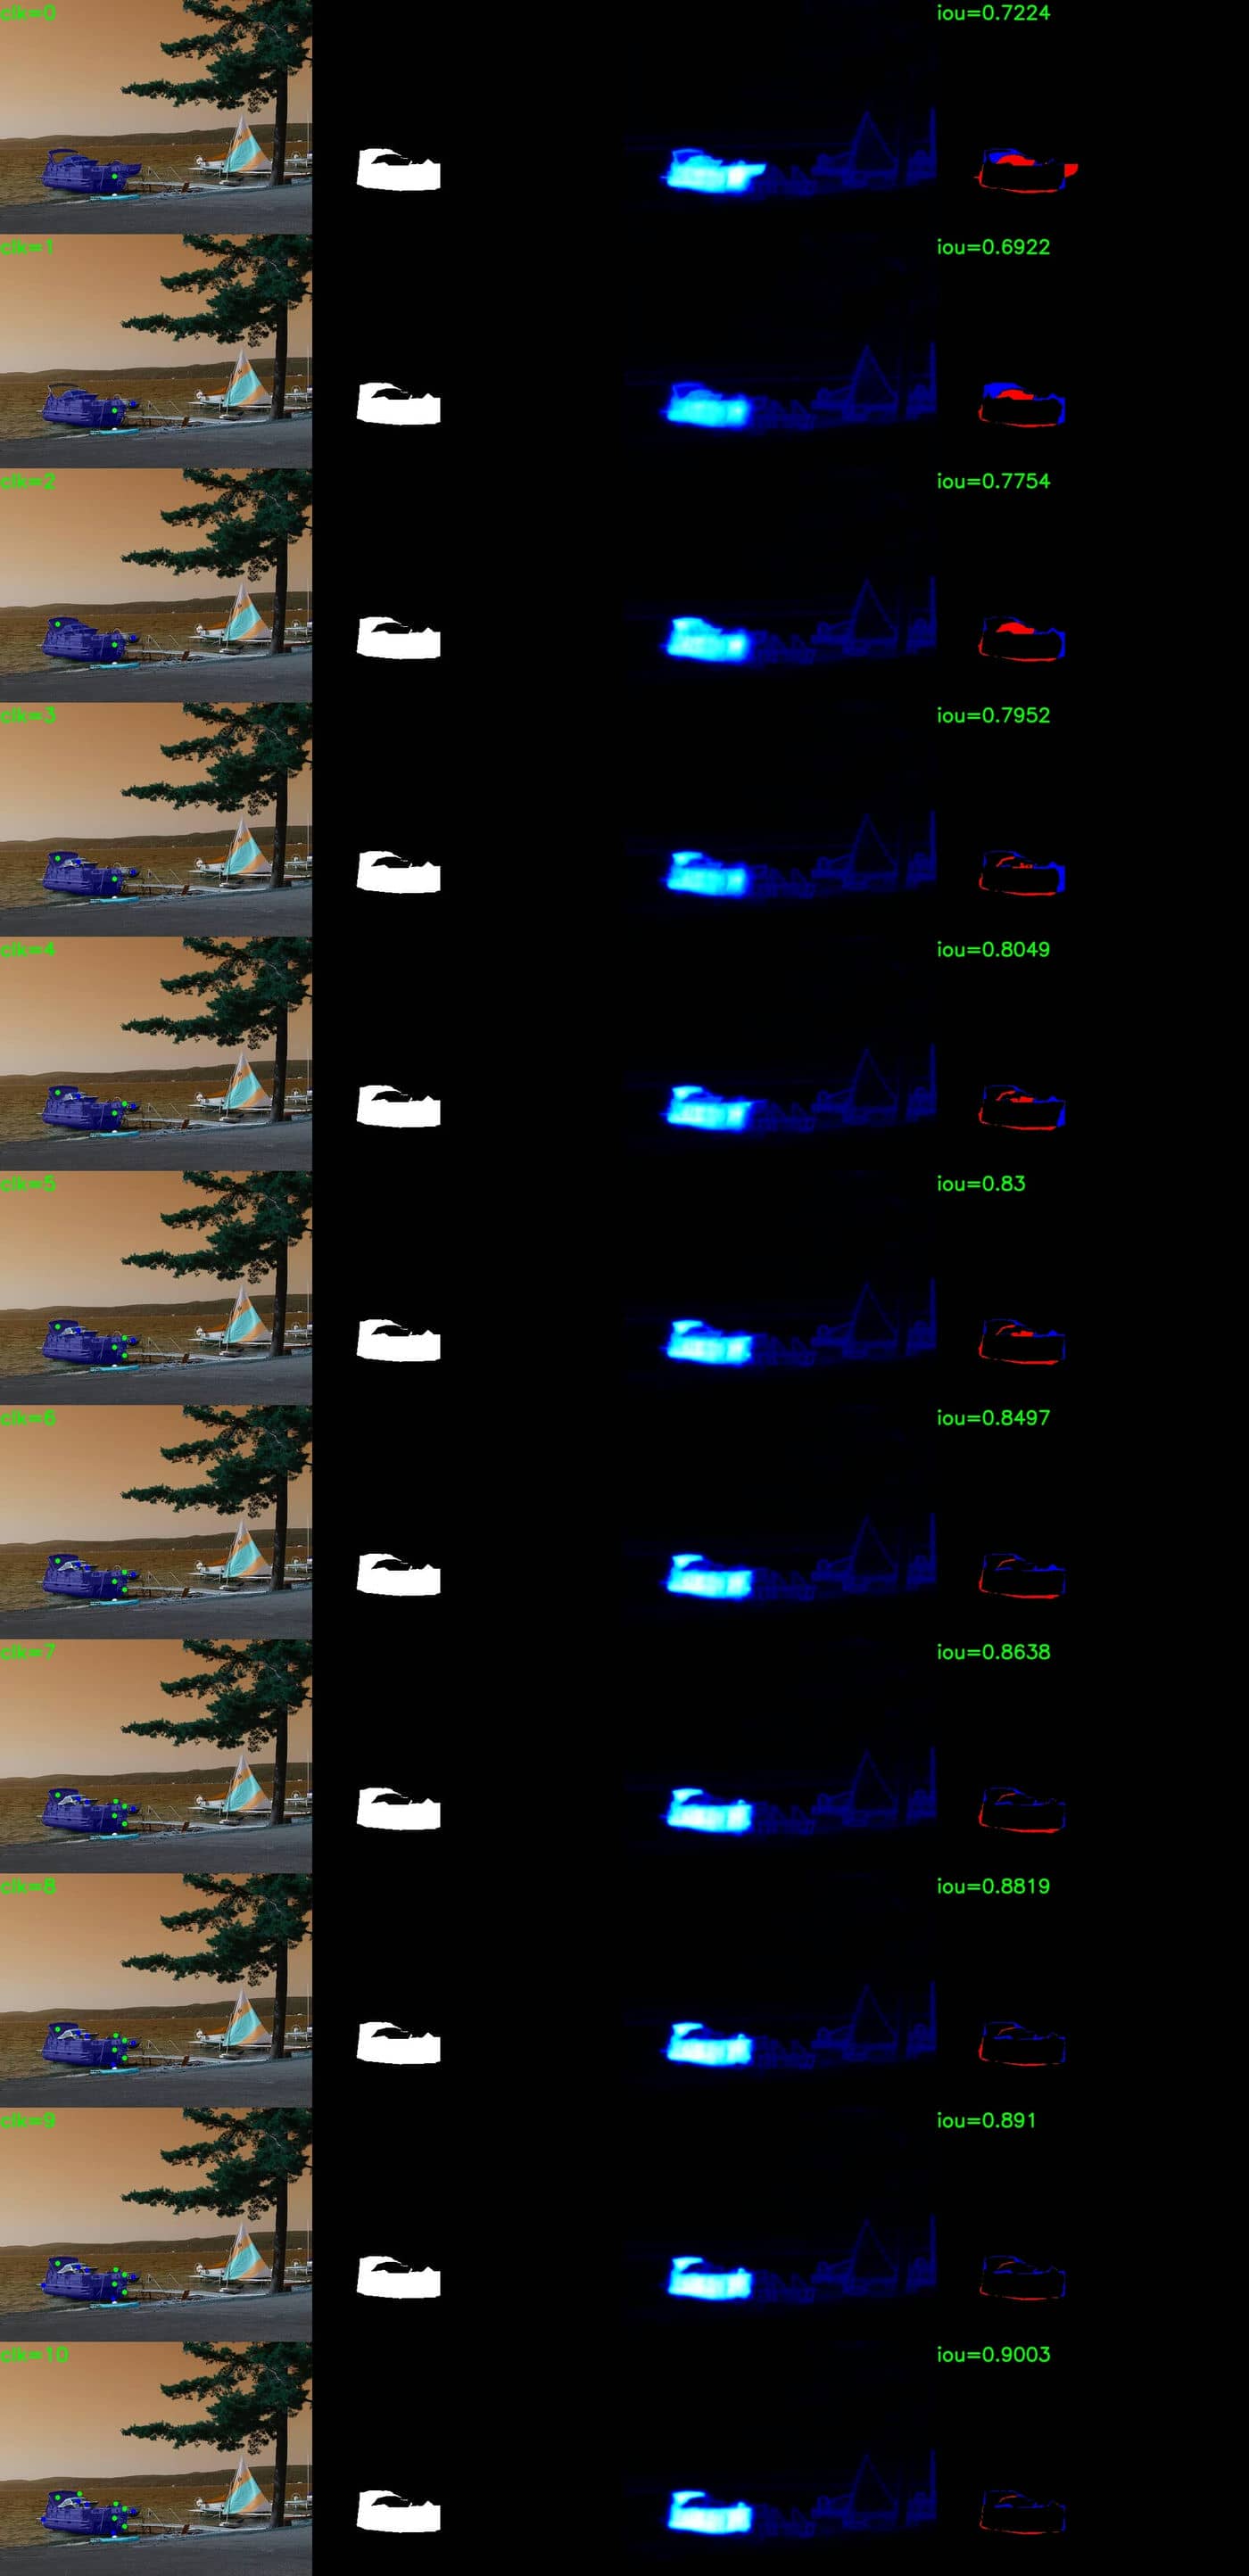 clk=0 iou=0.7224
clk=1 iou=0.6922
clk=2 iou=0.7754
clk=3 iou=0.7952
clk=4 iou=0.8049
clk=5 iou=0.83
clk=6 iou=0.8497
clk=7 iou=0.8638
clk=8 iou=0.8819
clk=9 iou=0.891
clk=10 iou=0.9003